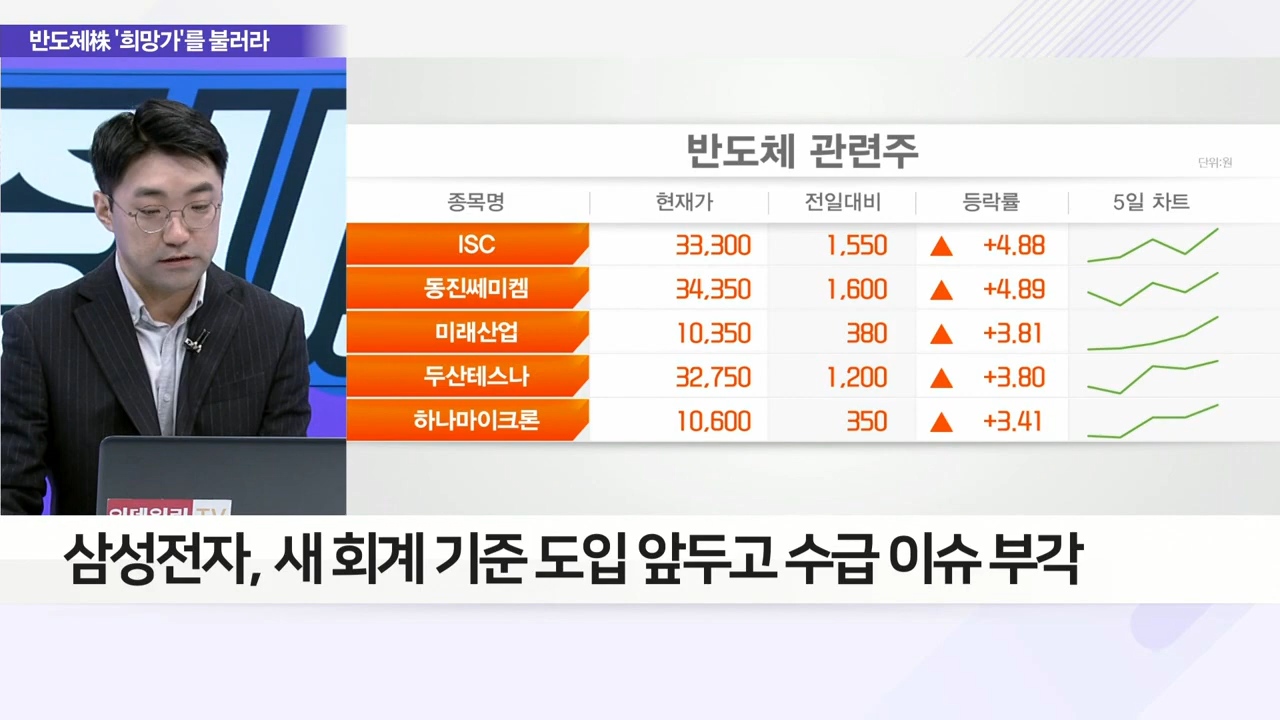 반도체株 '희망가'를 불러라
반도체 관련주
단위:원
종목명 현재가 전일대비 등락률 5일 차트
ISC 33,300 1,550 ▲ +4.88
동진쎄미켐 34,350 1,600 ▲ +4.89
미래산업 10,350 380 ▲ +3.81
두산테스나 32,750 1,200 ▲ +3.80
하나마이크론 10,600 350 ▲ +3.41
이데일리 TV
삼성전자, 새 회계 기준 도입 앞두고 수급 이슈 부각